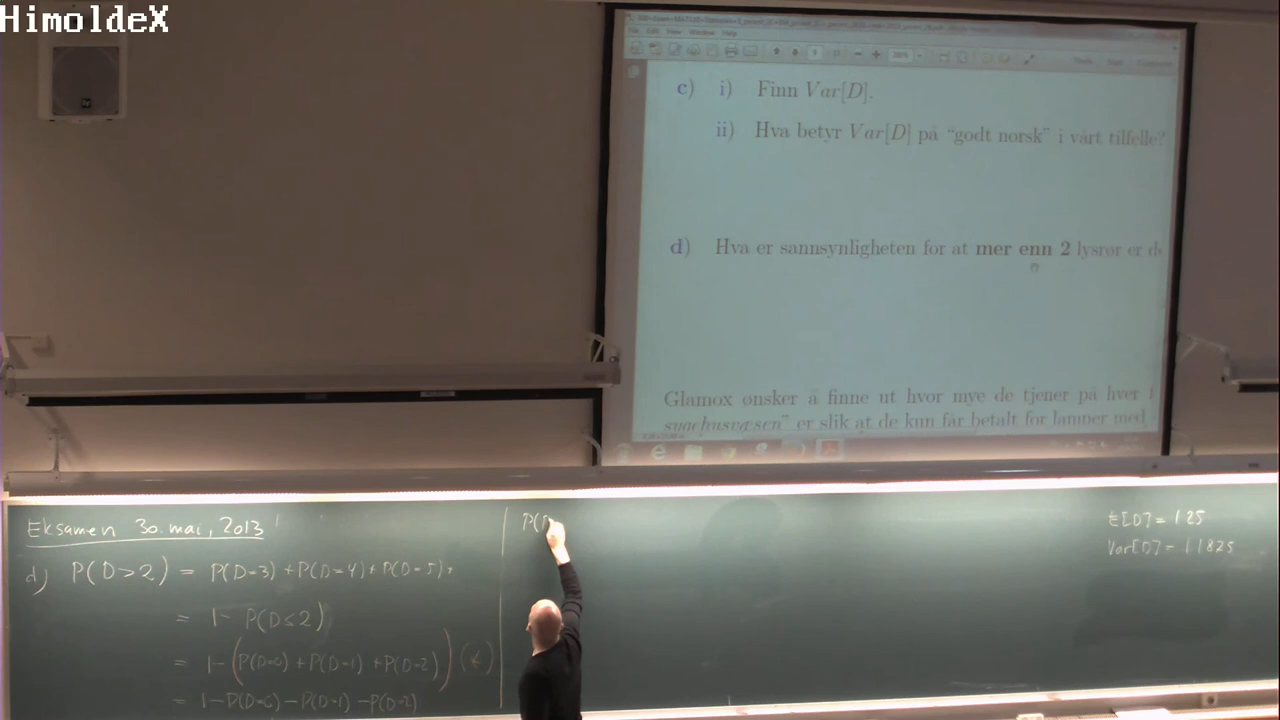 HimoldeX
c) i) Finn Var[D].
ii) Hva betyr Var[D] på “godt norsk” i vårt tilfelle?
d) Hva er sannsynligheten for at mer enn 2 lysrør er de
Glamox ønsker å finne ut hvor mye de tjener på hver l
er slik at de kun får betalt for lamper med
Eksamen 30. mai, 2013
d) P(D>2) = P(D=3) + P(D=4) + P(D=5) +
= 1 - P(D≤2)
= 1 - (P(D=0) + P(D=1) + P(D=2)) (*)
= 1 - P(D=0) - P(D=1) - P(D=2)
P(D
E[D] = 1.25
Var[D] = 1.1825